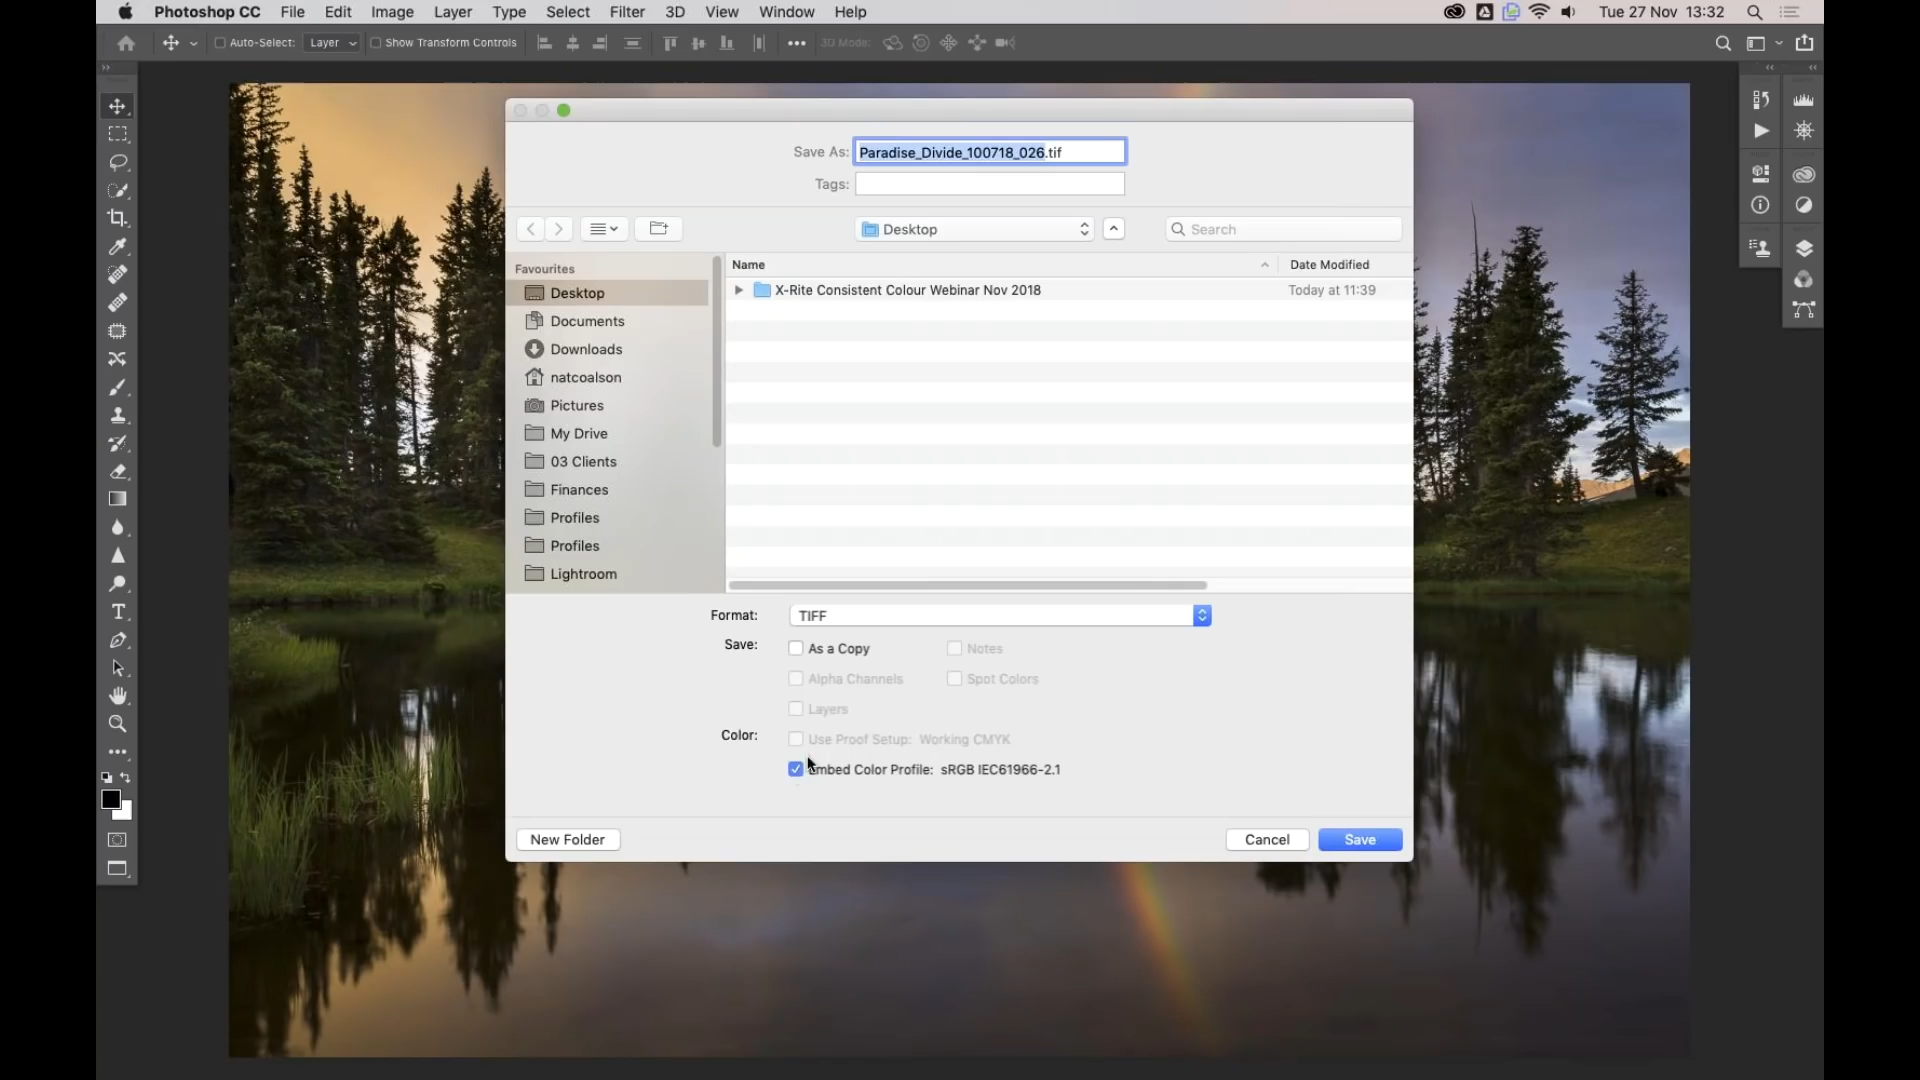 Photoshop CC File Edit Image Layer Type Select Filter 3D View Window Help Tue 27 Nov 13:32
Auto-Select: Layer Show Transform Controls 3D Mode:
Save As: Paradise_Divide_100718_026.tif
Tags:
Desktop Search
Favourites Name Date Modified
Desktop X-Rite Consistent Colour Webinar Nov 2018 Today at 11:39
Documents
Downloads
natcoalson
Pictures
My Drive
03 Clients
Finances
Profiles
Profiles
Lightroom
Format: TIFF
Save: As a Copy Notes
Alpha Channels Spot Colors
Layers
Color: Use Proof Setup: Working CMYK
Embed Color Profile: sRGB IEC61966-2.1
New Folder Cancel Save